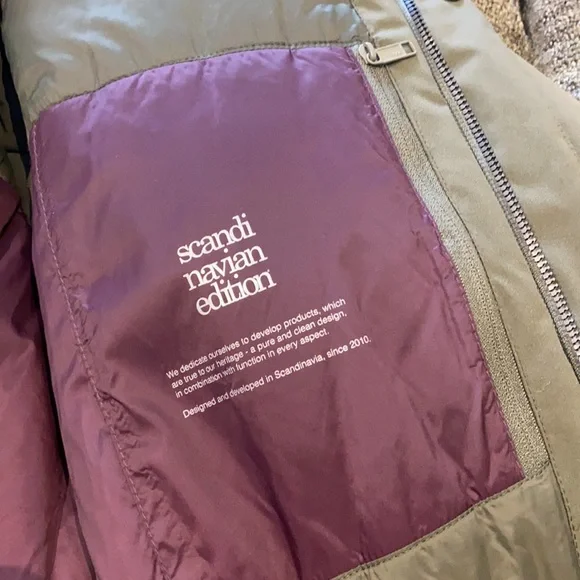 scandi
navian
edition
We dedicate ourselves to develop products, which
are true to our heritage - a pure and clean design,
in combination with function in every aspect.
Designed and developed in Scandinavia, since 2010.